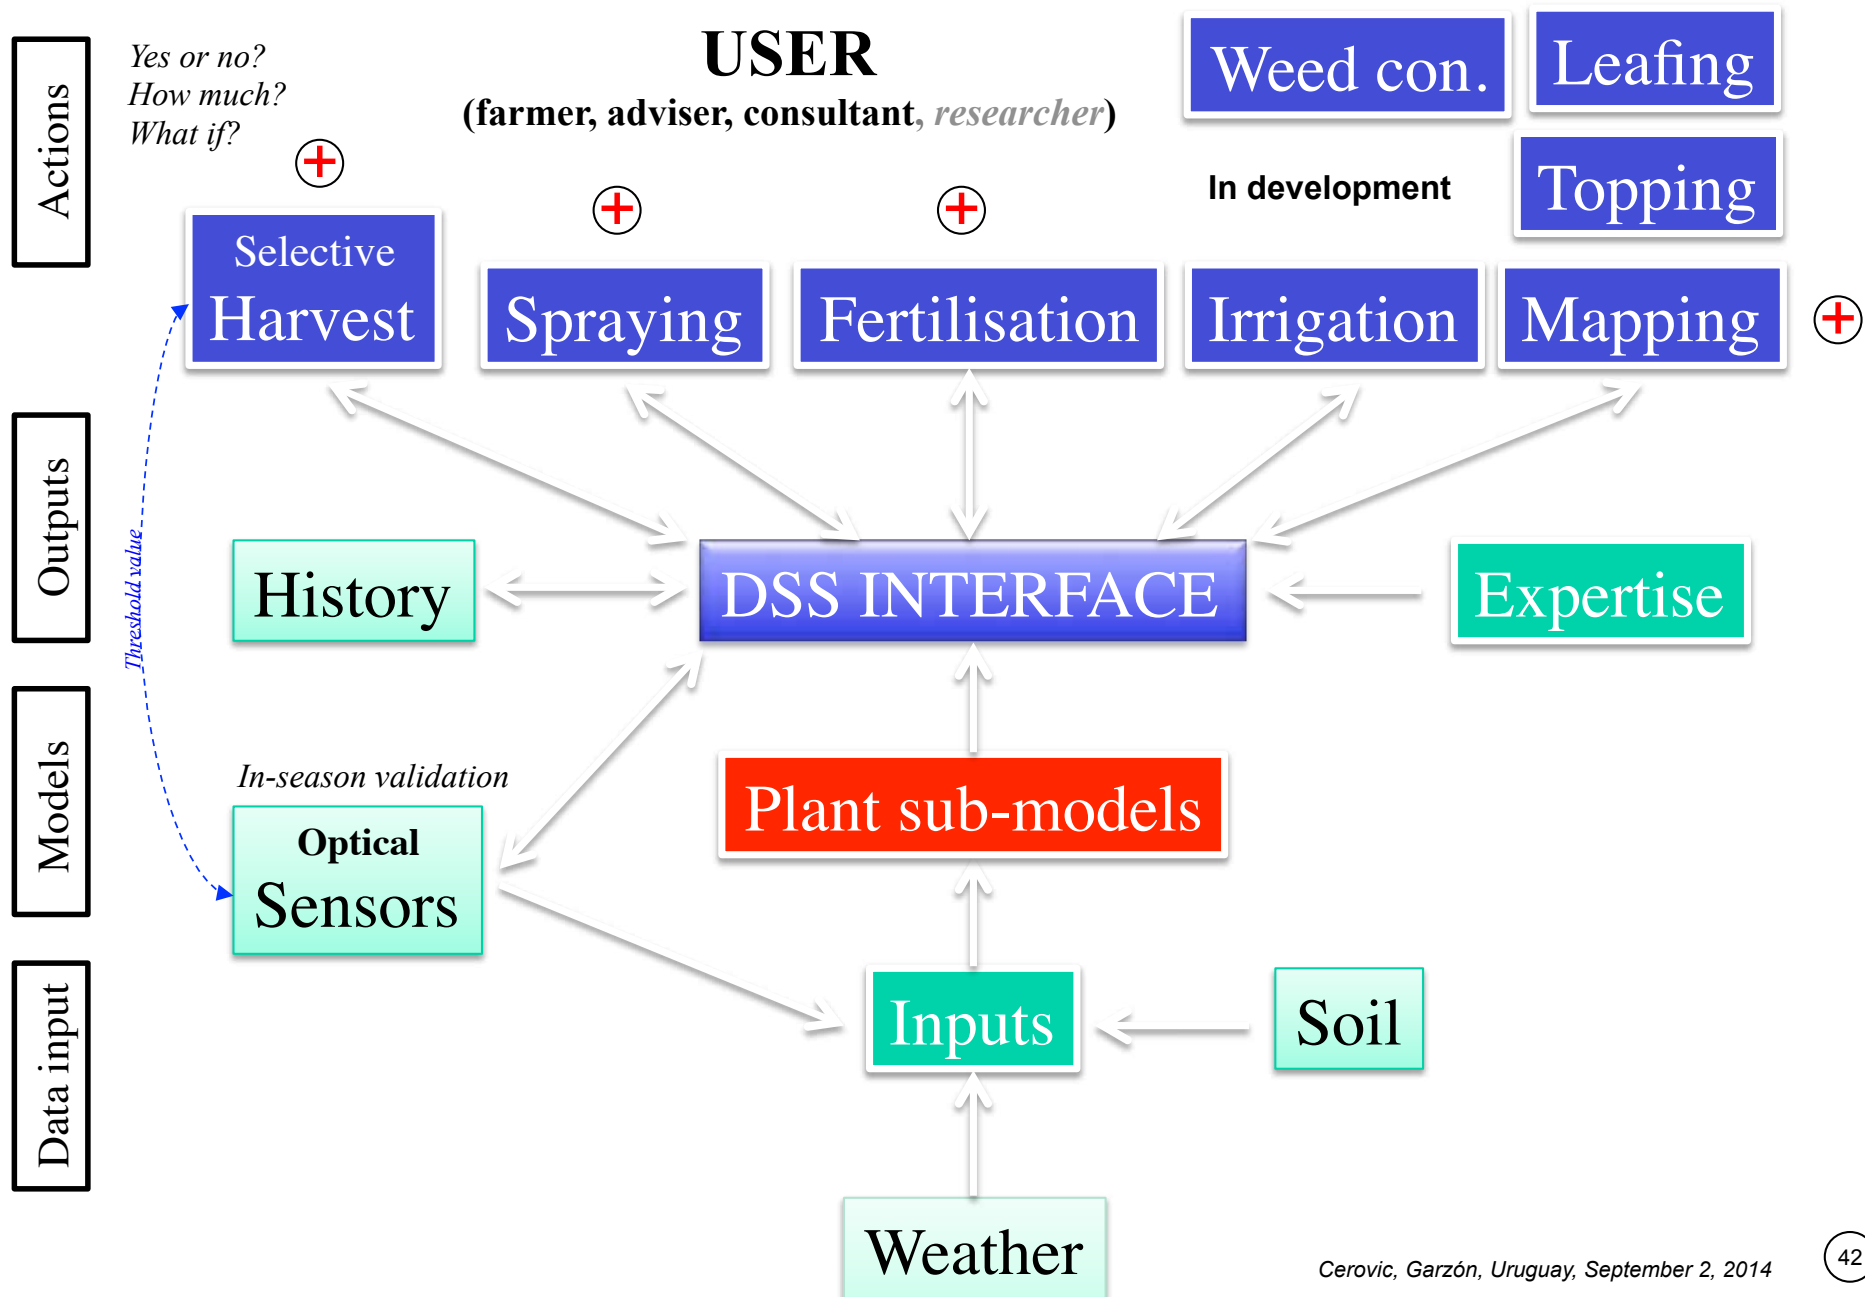 Actions
Yes or no?
How much?
What if?
USER
(farmer, adviser, consultant, researcher)
Weed con.
Leafing
In development
Topping
+
+
+
Selective
Harvest
Spraying
Fertilisation
Irrigation
Mapping
+
Outputs
Threshold value
History
DSS INTERFACE
Expertise
Models
In-season validation
Optical
Sensors
Plant sub-models
Data input
Inputs
Soil
Weather
Cerovic, Garzón, Uruguay, September 2, 2014
42